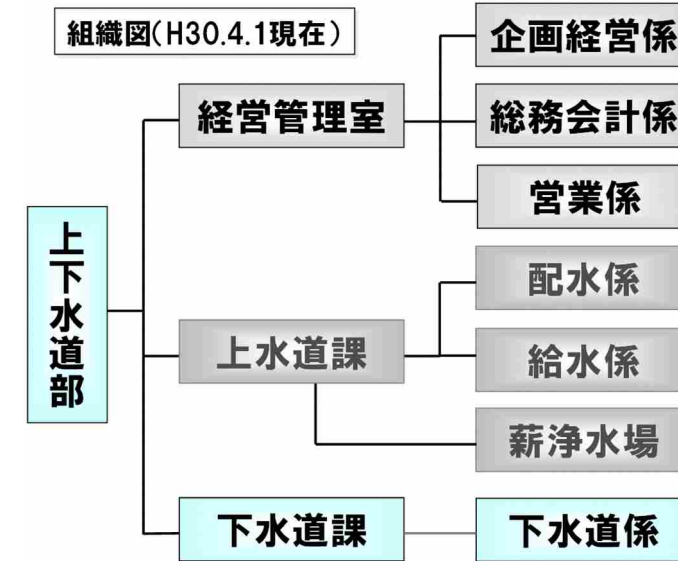 組織図(H30.4.1現在)
上下水道部
経営管理室
企画経営係
総務会計係
営業係
上水道課
配水係
給水係
薪浄水場
下水道課
下水道係